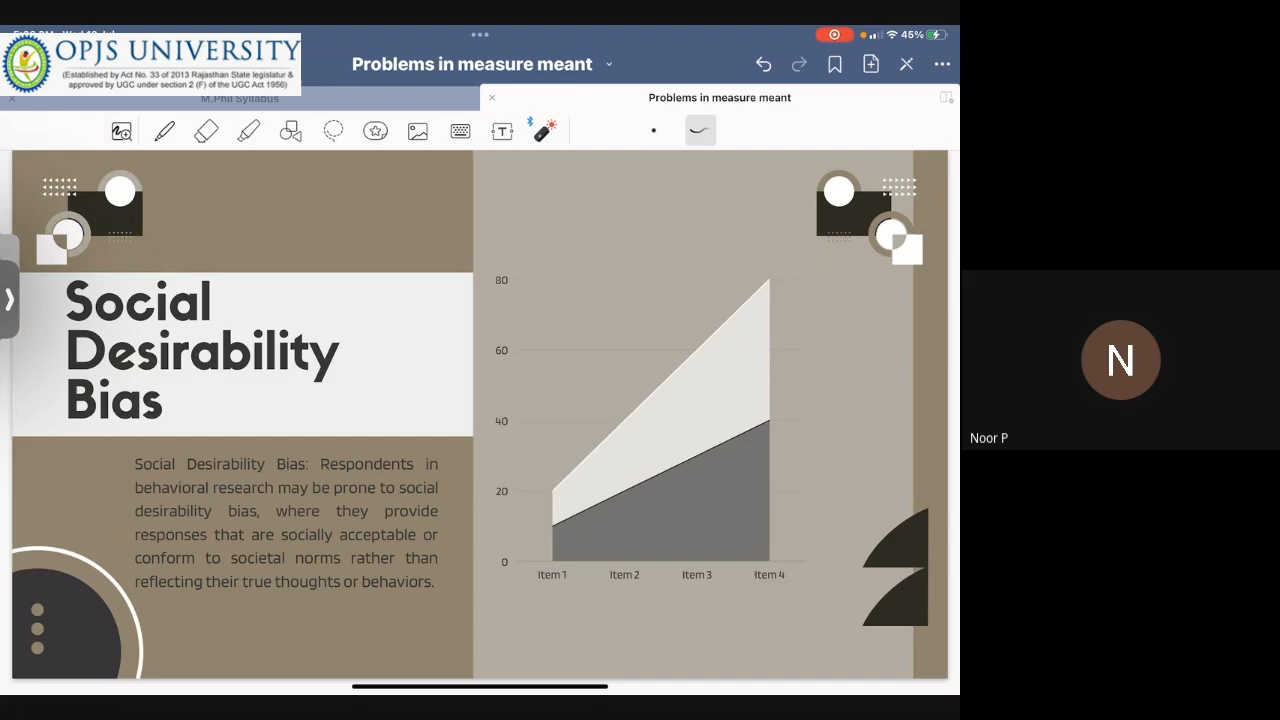 45%
OPJS UNIVERSITY
(Established by Act No. 33 of 2013 Rajasthan State legislatur &
approved by UGC under section 2 (F) of the UGC Act 1956)
Problems in measure meant
M.Phil Syllabus
Problems in measure meant
T
Social
Desirability
Bias
Social Desirability Bias: Respondents in
behavioral research may be prone to social
desirability bias, where they provide
responses that are socially acceptable or
conform to societal norms rather than
reflecting their true thoughts or behaviors.
80
60
40
20
0
Item 1 Item 2 Item 3 Item 4
N
Noor P